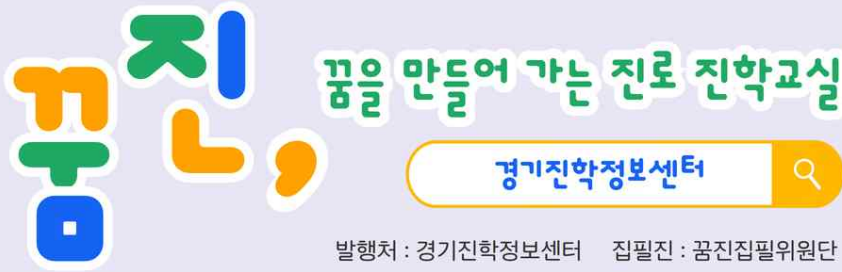 꿈진,
꿈을 만들어 가는 진로 진학교실
경기진학정보센터
발행처 : 경기진학정보센터 집필진 : 꿈진집필위원단